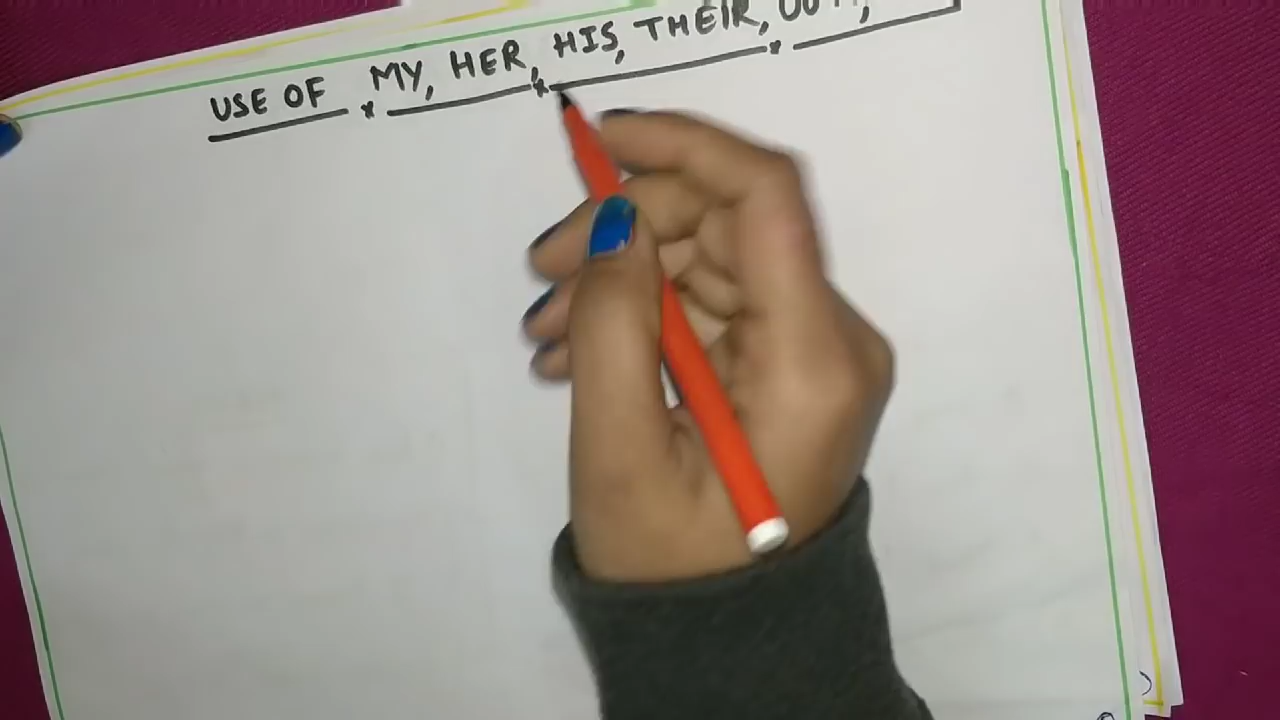 USE OF MY, HER, HIS, THEIR,